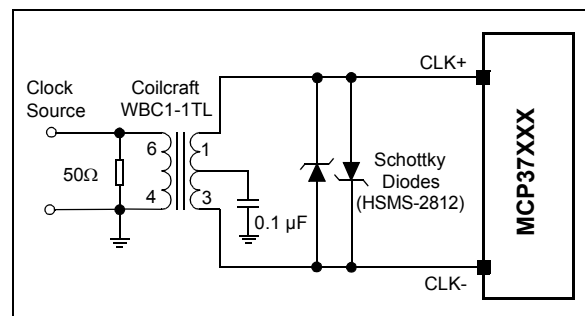 Clock
Source
Coilcraft
WBC1-1TL
CLK+
6
1
50Ω
4
3
0.1 µF
Schottky
Diodes
(HSMS-2812)
MCP37XXX
CLK-